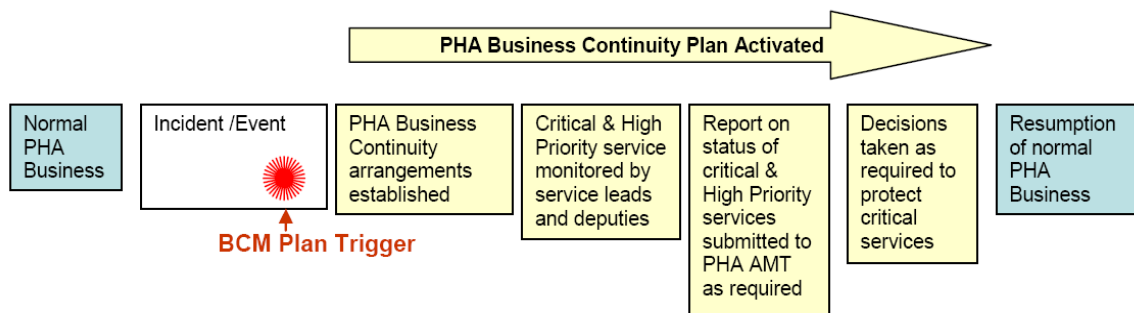 PHA Business Continuity Plan Activated
Normal
PHA
Business
Incident /Event
BCM Plan Trigger
PHA Business
Continuity
arrangements
established
Critical & High
Priority service
monitored by
service leads
and deputies
Report on
status of
critical &
High Priority
services
submitted to
PHA AMT
as required
Decisions
taken as
required to
protect
critical
services
Resumption
of normal
PHA
Business